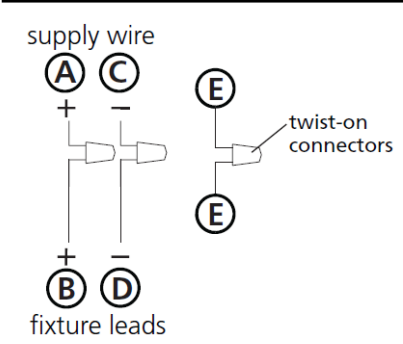 supply wire
A C
+ −
E
twist-on
connectors
E
+ −
B D
fixture leads